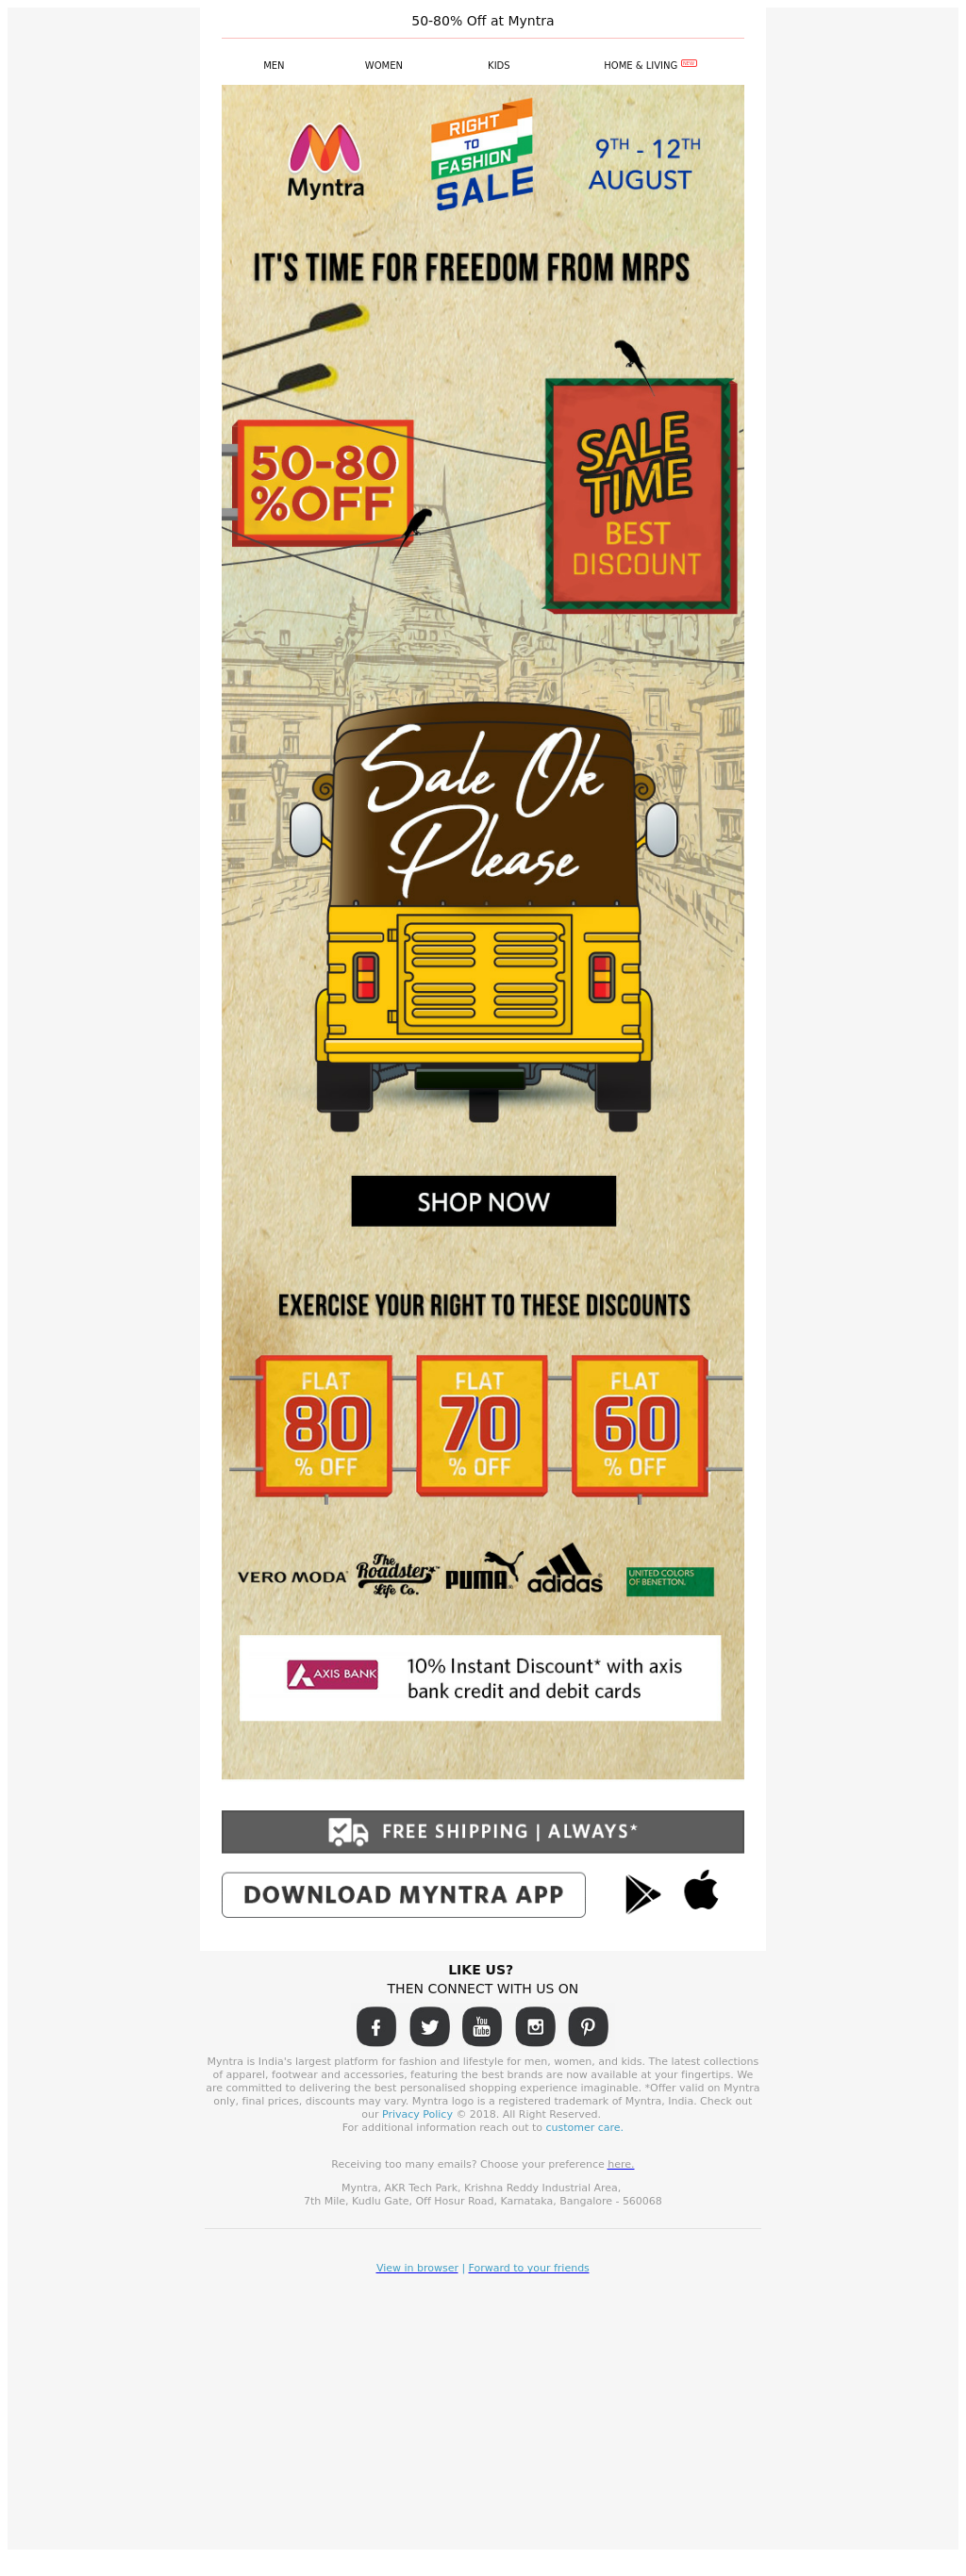 50-80% Off at Myntra
MEN WOMEN KIDS HOME & LIVING NEW
Myntra
RIGHT
TO
FASHION
SALE
9TH - 12TH
AUGUST
IT'S TIME FOR FREEDOM FROM MRPS
50-80
%OFF
SALE
TIME
BEST
DISCOUNT
Sale Ok
Please
SHOP NOW
EXERCISE YOUR RIGHT TO THESE DISCOUNTS
FLAT
80
% OFF
FLAT
70
% OFF
FLAT
60
% OFF
VERO MODA
The
Roadster
Life Co.
PUMA
adidas
UNITED COLORS
OF BENETTON.
AXIS BANK
10% Instant Discount* with axis
bank credit and debit cards
FREE SHIPPING | ALWAYS*
DOWNLOAD MYNTRA APP
LIKE US?
THEN CONNECT WITH US ON
You
Tube
Myntra is India's largest platform for fashion and lifestyle for men, women, and kids. The latest collections
of apparel, footwear and accessories, featuring the best brands are now available at your fingertips. We
are committed to delivering the best personalised shopping experience imaginable. *Offer valid on Myntra
only, final prices, discounts may vary. Myntra logo is a registered trademark of Myntra, India. Check out
our Privacy Policy © 2018. All Right Reserved.
For additional information reach out to customer care.
Receiving too many emails? Choose your preference here.
Myntra, AKR Tech Park, Krishna Reddy Industrial Area,
7th Mile, Kudlu Gate, Off Hosur Road, Karnataka, Bangalore - 560068
View in browser | Forward to your friends